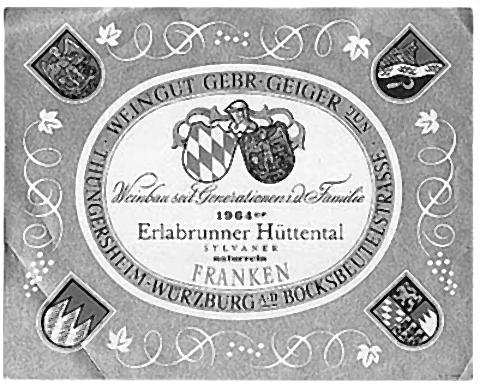 WEINGUT GEBR·GEIGER JUN·
THÜNGERSHEIM-WÜRZBURG A·D BOCKSBEUTELSTRASSE·
Weinbau seit Generationen i.d. Familie
1964er
Erlabrunner Hüttental
SYLVANER
naturrein
FRANKEN